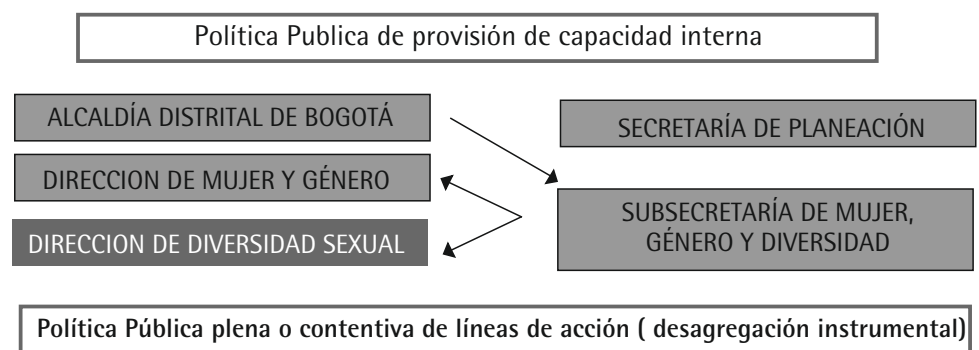 Política Publica de provisión de capacidad interna
ALCALDÍA DISTRITAL DE BOGOTÁ
SECRETARÍA DE PLANEACIÓN
DIRECCION DE MUJER Y GÉNERO
SUBSECRETARÍA DE MUJER,
GÉNERO Y DIVERSIDAD
DIRECCION DE DIVERSIDAD SEXUAL
Política Pública plena o contentiva de líneas de acción ( desagregación instrumental)